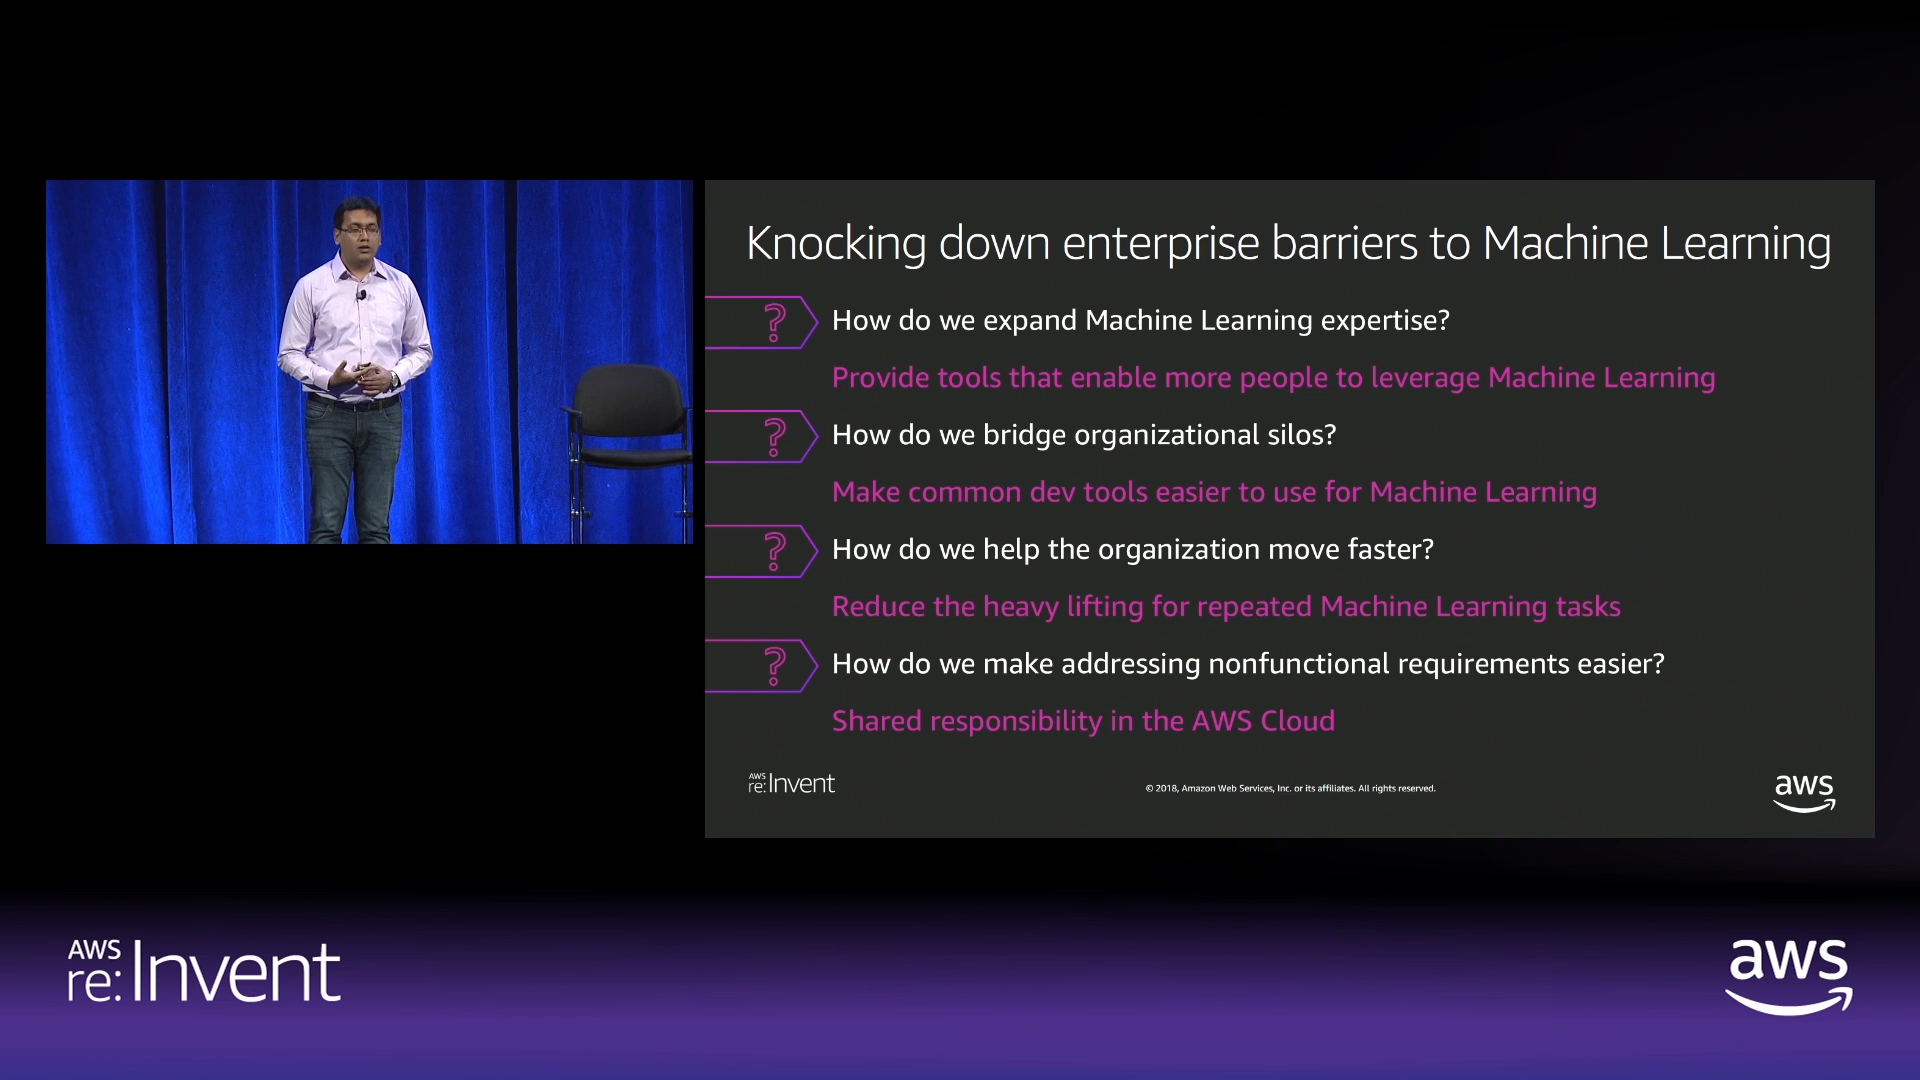 Knocking down enterprise barriers to Machine Learning
? How do we expand Machine Learning expertise?
Provide tools that enable more people to leverage Machine Learning
? How do we bridge organizational silos?
Make common dev tools easier to use for Machine Learning
? How do we help the organization move faster?
Reduce the heavy lifting for repeated Machine Learning tasks
? How do we make addressing nonfunctional requirements easier?
Shared responsibility in the AWS Cloud
AWS
re:Invent
© 2018, Amazon Web Services, Inc. or its affiliates. All rights reserved.
aws
AWS
re:Invent
aws